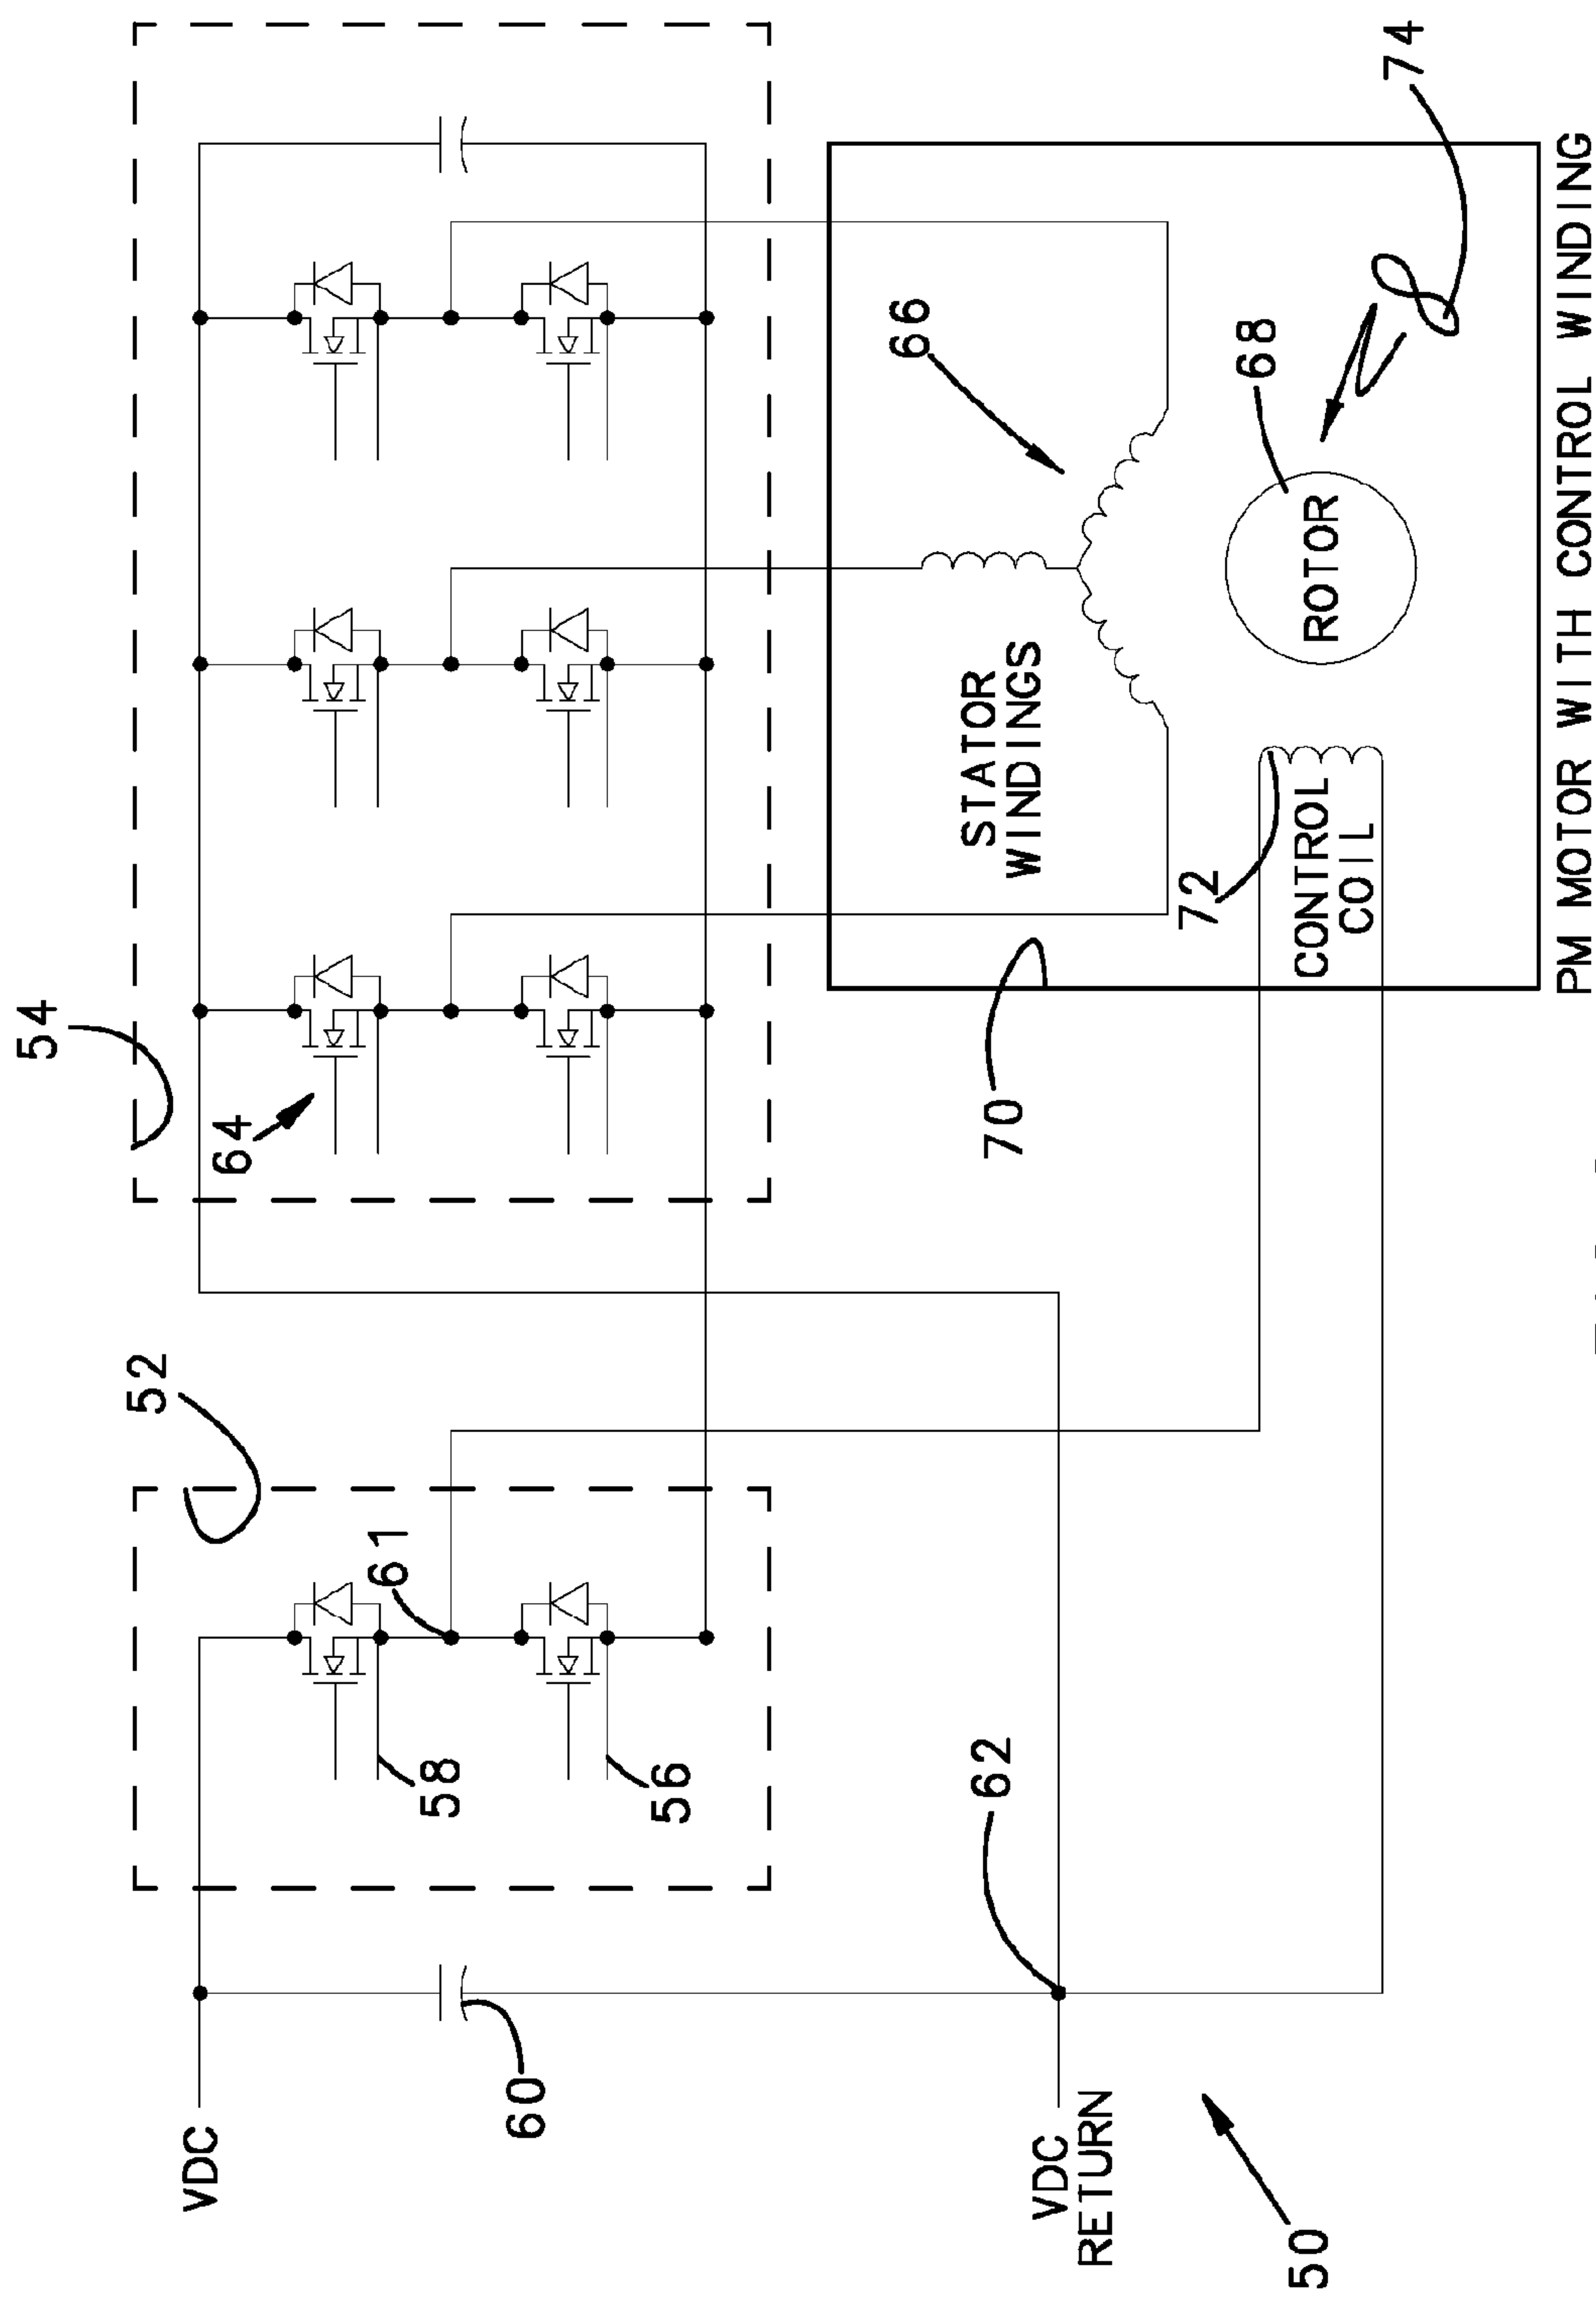 54
52
64
61
58
56
VDC
60
66
STATOR
WINDINGS
70
62
VDC
RETURN
68
ROTOR
72
CONTROL
COIL
74
50
PM MOTOR WITH CONTROL WINDING